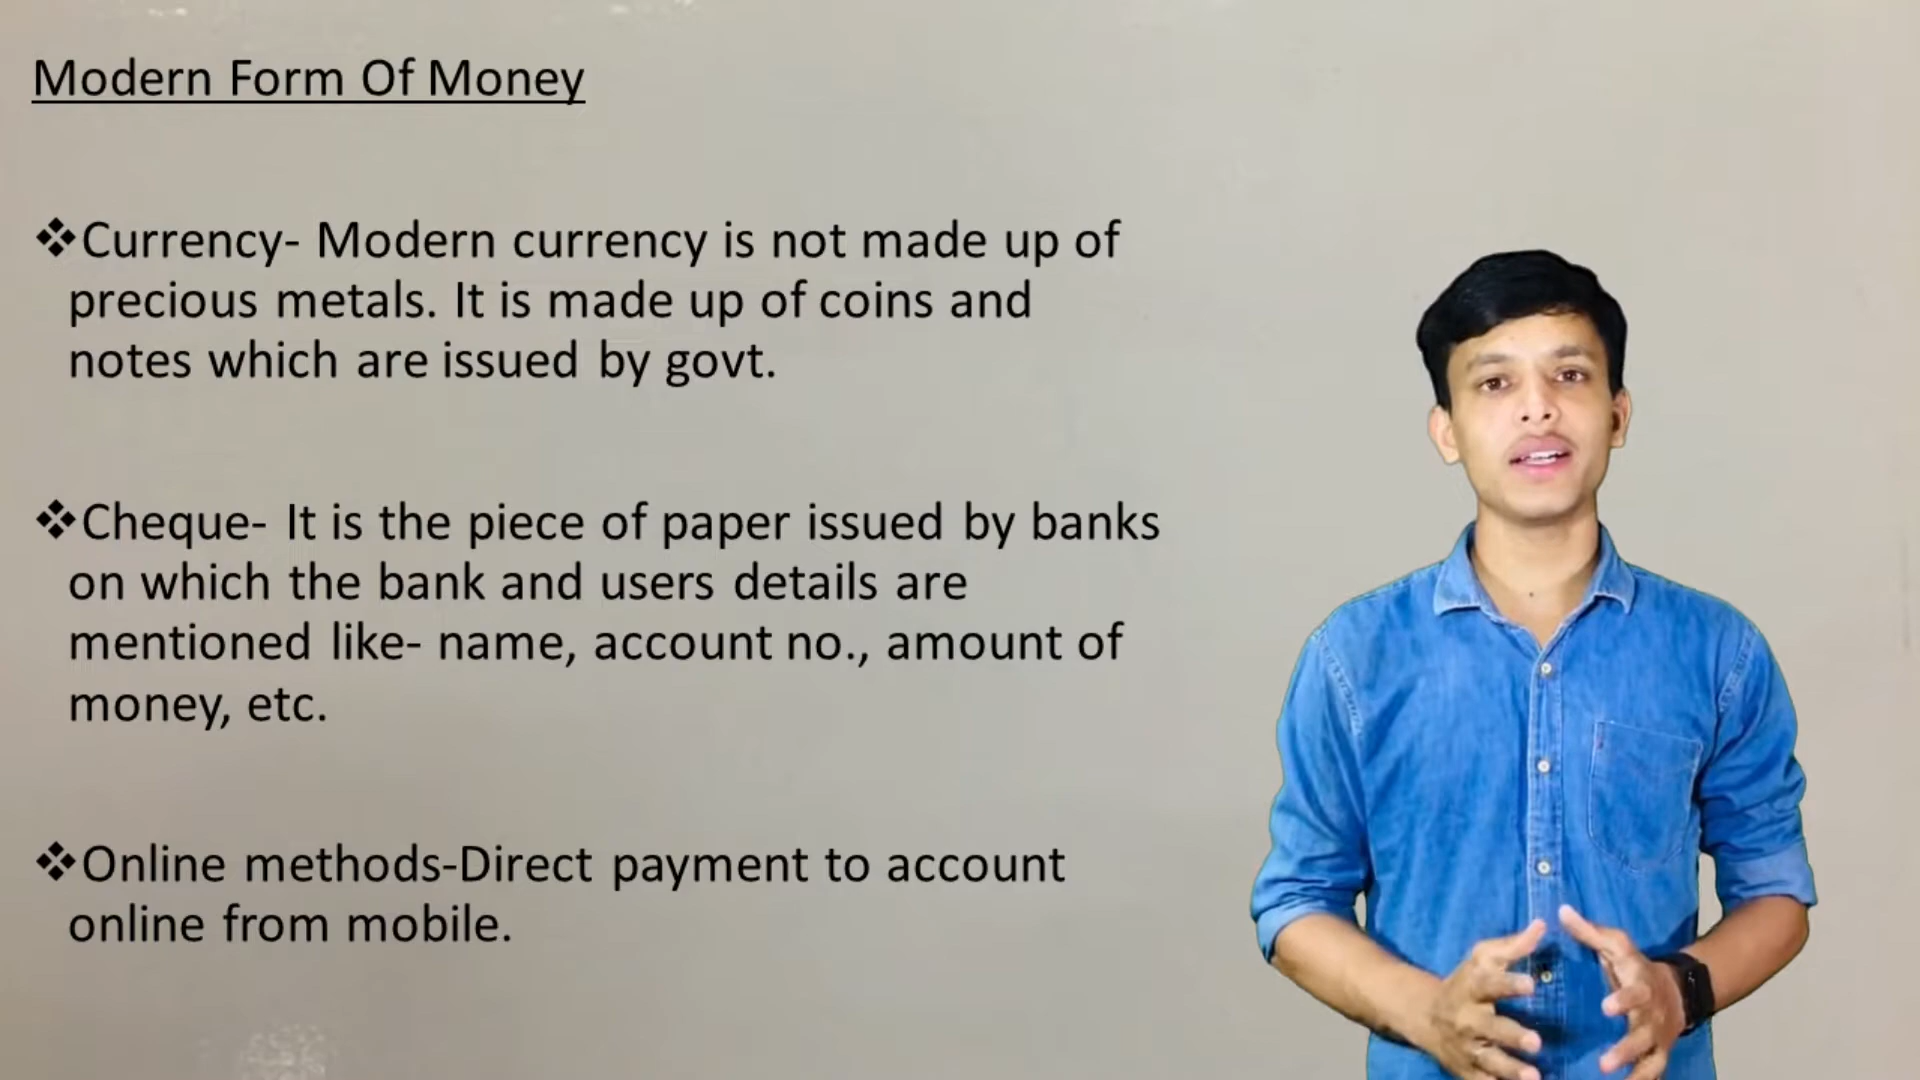 Modern Form Of Money
❖Currency- Modern currency is not made up of
precious metals. It is made up of coins and
notes which are issued by govt.
❖Cheque- It is the piece of paper issued by banks
on which the bank and users details are
mentioned like- name, account no., amount of
money, etc.
❖Online methods-Direct payment to account
online from mobile.